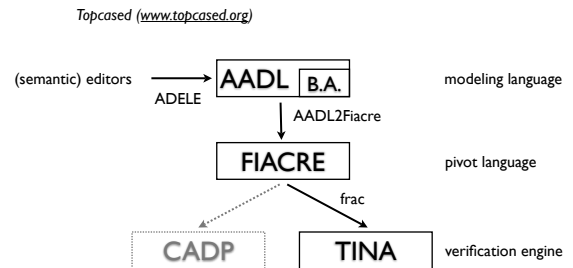 Topcased (www.topcased.org)
(semantic) editors
ADELE
AADL B.A.
modeling language
AADL2Fiacre
FIACRE
pivot language
frac
CADP
TINA
verification engine